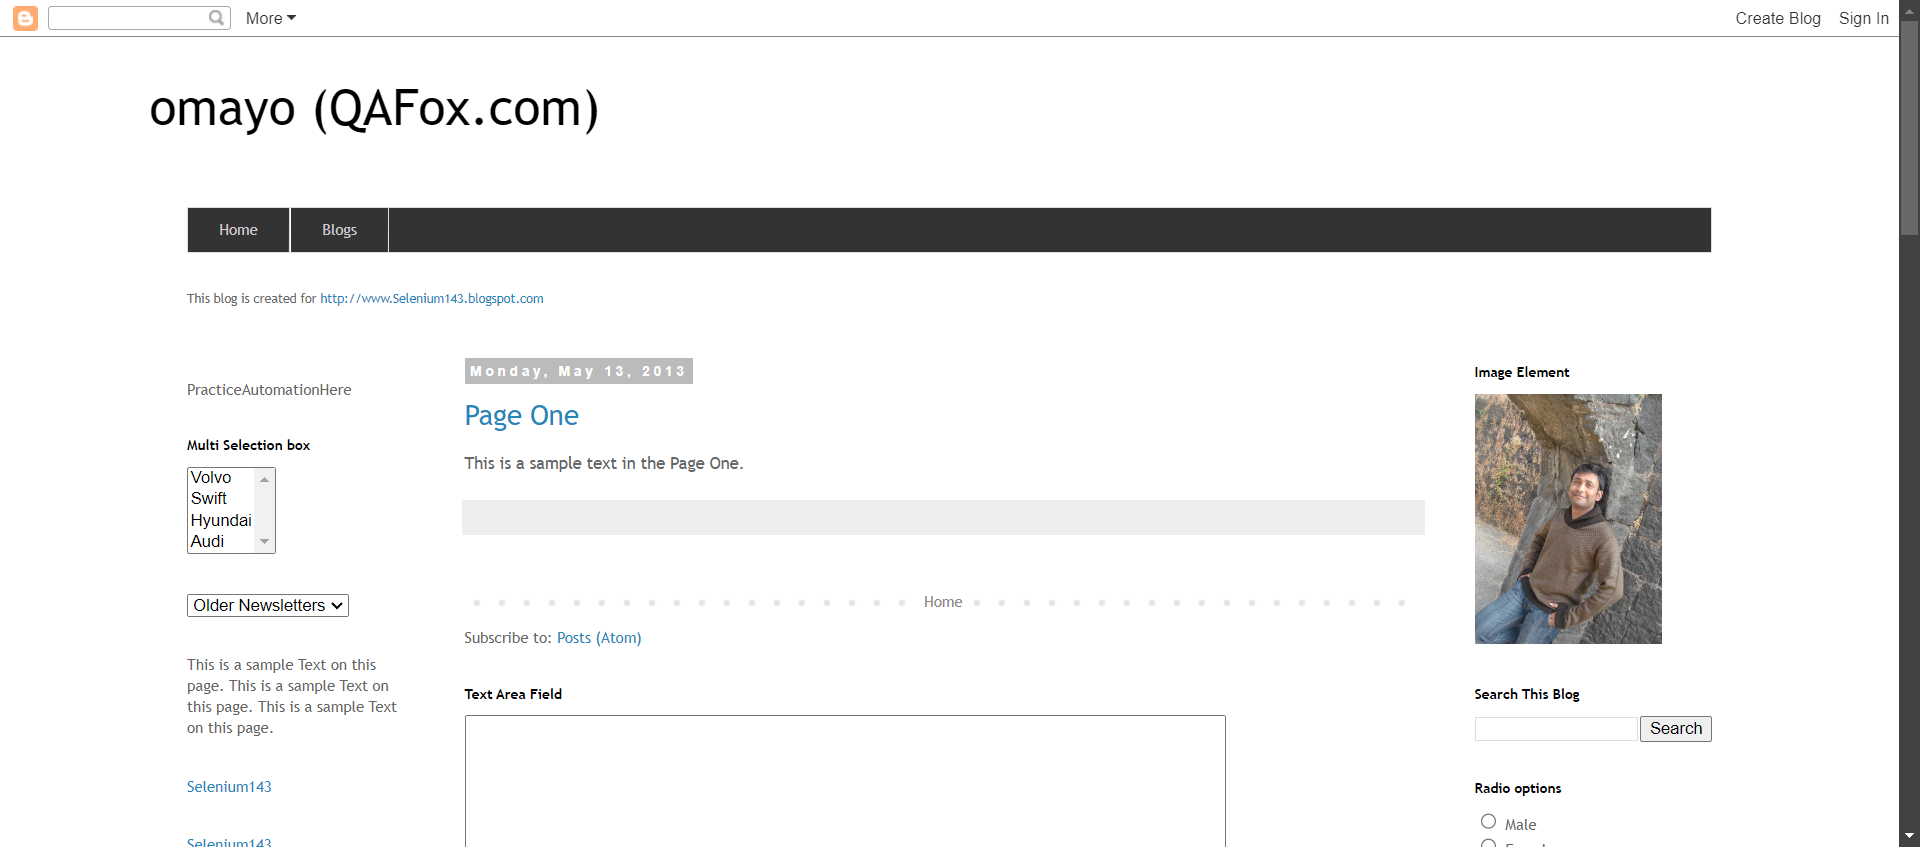 More
Create Blog Sign In
omayo (QAFox.com)
Home Blogs
This blog is created for http://www.Selenium143.blogspot.com
PracticeAutomationHere
Multi Selection box
Volvo
Swift
Hyundai
Audi
Older Newsletters
This is a sample Text on this
page. This is a sample Text on
this page. This is a sample Text
on this page.
Selenium143
Selenium143
Monday, May 13, 2013
Page One
This is a sample text in the Page One.
Home
Subscribe to: Posts (Atom)
Text Area Field
Image Element
Search This Blog
Search
Radio options
Male